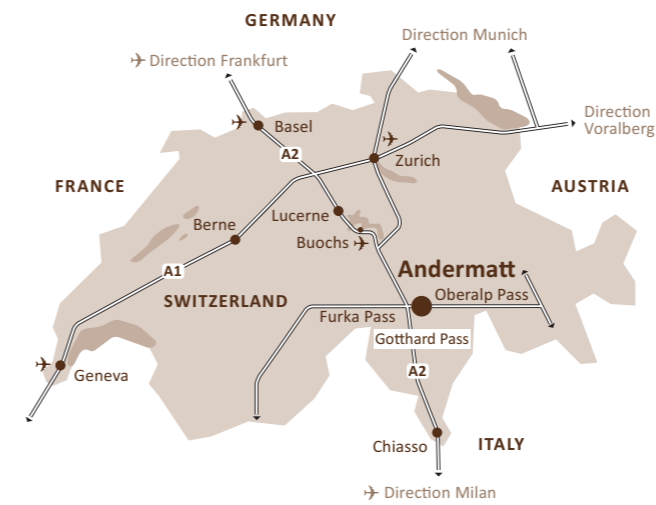 GERMANY
Direction Munich
Direction Frankfurt
Basel
Direction
Voralberg
A2
Zurich
FRANCE
AUSTRIA
Lucerne
Berne
Buochs
A1
Andermatt
SWITZERLAND
Oberalp Pass
Furka Pass
Gotthard Pass
Geneva
A2
Chiasso
ITALY
Direction Milan